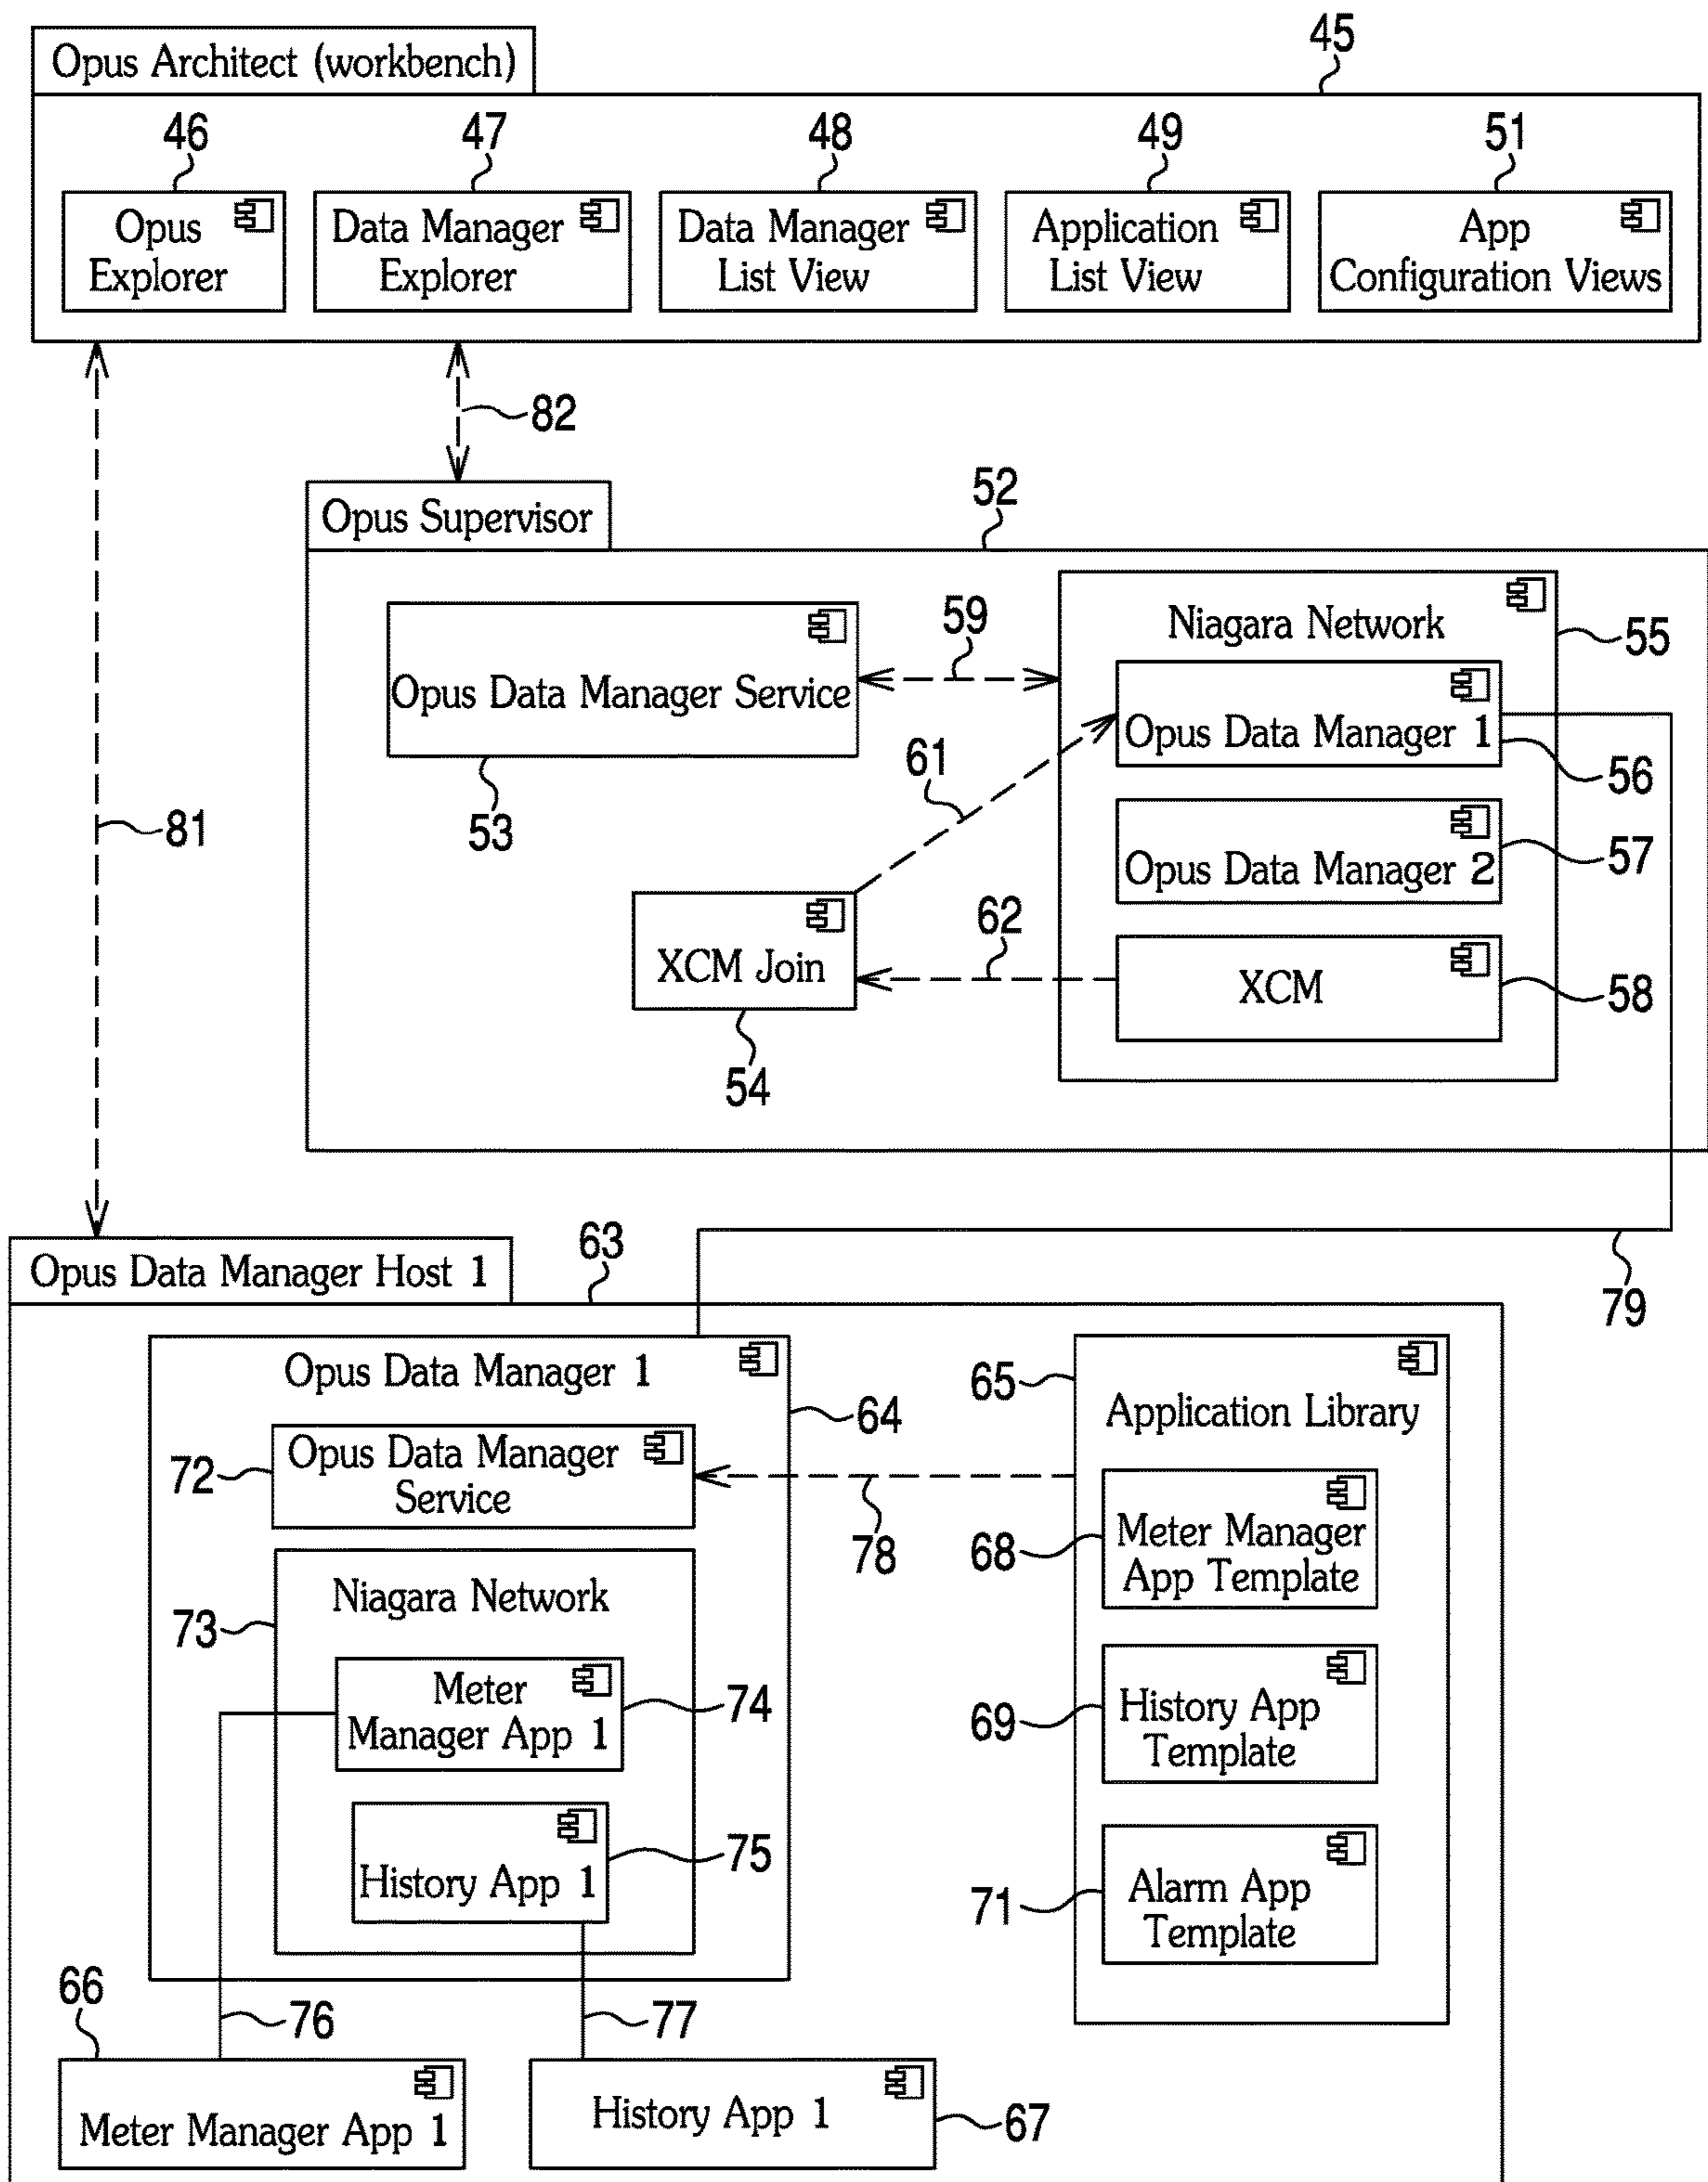 45
Opus Architect (workbench)
46
47
48
49
51
Opus
Explorer
Data Manager
Explorer
Data Manager
List View
Application
List View
App
Configuration Views
82
81
52
Opus Supervisor
59
Niagara Network
55
Opus Data Manager Service
53
61
Opus Data Manager 1
56
Opus Data Manager 2
57
62
XCM Join
54
XCM
58
79
63
Opus Data Manager Host 1
Opus Data Manager 1
64
65
Application Library
72
Opus Data Manager
Service
78
68
Meter Manager
App Template
73
Niagara Network
Meter
Manager App 1
74
69
History App
Template
History App 1
75
71
Alarm App
Template
66
76
77
Meter Manager App 1
History App 1
67